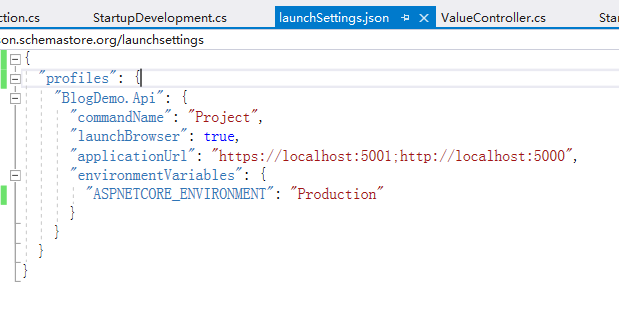 ction.cs StartupDevelopment.cs launchSettings.json ValueController.cs Star
on.schemastore.org/launchsettings
{
"profiles": {
"BlogDemo.Api": {
"commandName": "Project",
"launchBrowser": true,
"applicationUrl": "https://localhost:5001;http://localhost:5000",
"environmentVariables": {
"ASPNETCORE_ENVIRONMENT": "Production"
}
}
}
}